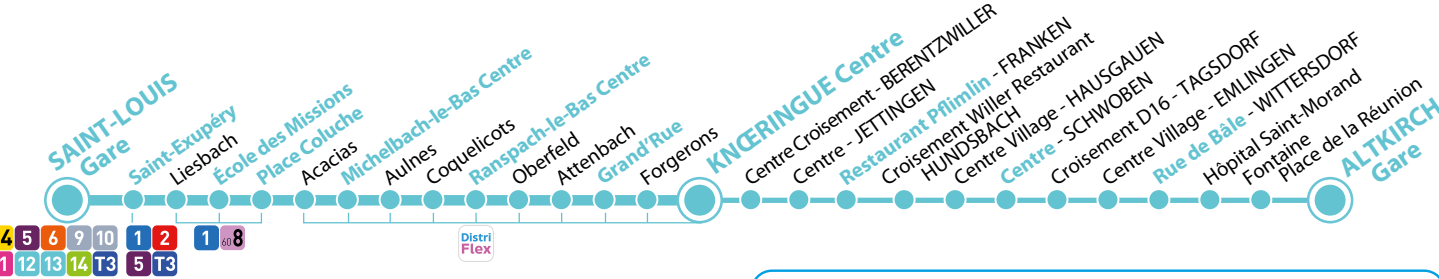 SAINT-LOUIS
Gare
Saint-Exupéry
Liesbach
École des Missions
Place Coluche
Acacias
Michelbach-le-Bas Centre
Aulnes
Coquelicots
Ranspach-le-Bas Centre
Oberfeld
Attenbach
Grand'Rue
Forgerons
KNŒRINGUE Centre
Centre Croisement - BERENTZWILLER
Centre - JETTINGEN
Restaurant Pflimlin - FRANKEN
Croisement Willer Restaurant
HUNDSBACH
Centre Village - HAUSGAUEN
Centre - SCHWOBEN
Croisement D16 - TAGSDORF
Centre Village - EMLINGEN
Rue de Bâle - WITTERSDORF
Hôpital Saint-Morand
Fontaine
Place de la Réunion
ALTKIRCH
Gare
4 5 6 9 10 1 2 1 608
1 12 13 14 T3 5 T3
Distri
Flex